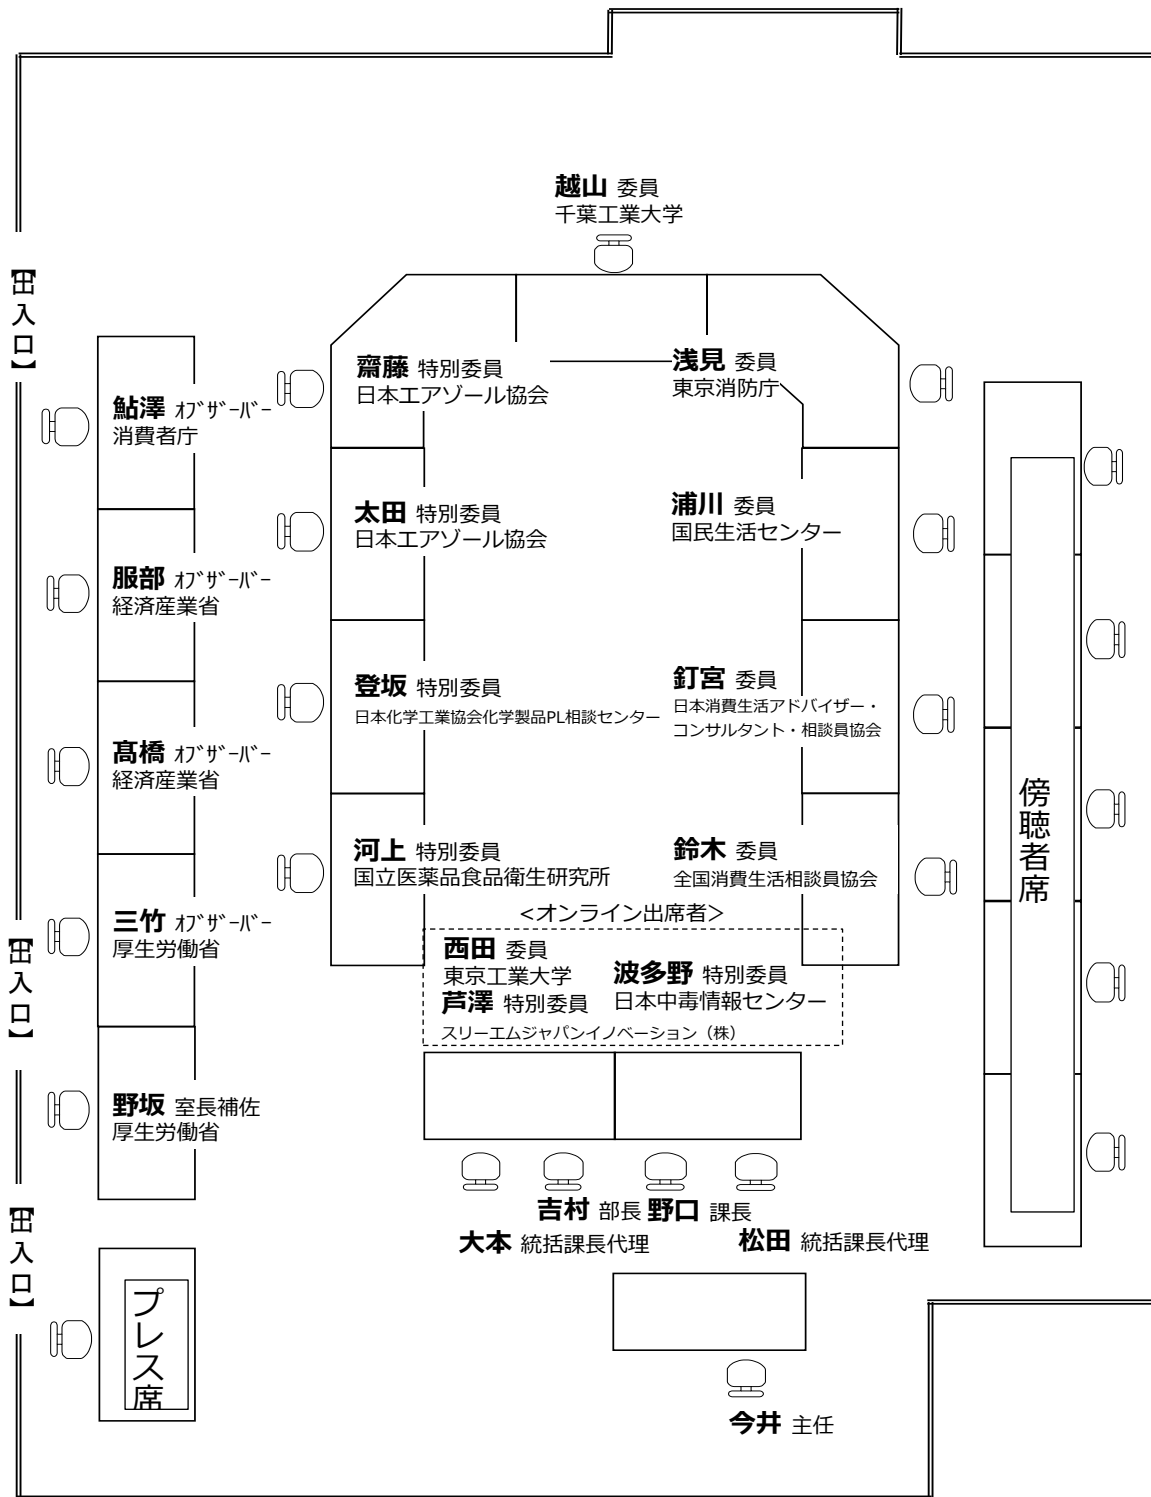 越山 委員
千葉工業大学
【出入口】
齋藤 特別委員
日本エアゾール協会
浅見 委員
東京消防庁
鮎澤 ｵﾌﾞｻﾞｰﾊﾞｰ
消費者庁
太田 特別委員
日本エアゾール協会
浦川 委員
国民生活センター
服部 ｵﾌﾞｻﾞｰﾊﾞｰ
経済産業省
登坂 特別委員
日本化学工業協会化学製品PL相談センター
釘宮 委員
日本消費生活アドバイザー・
コンサルタント・相談員協会
髙橋 ｵﾌﾞｻﾞｰﾊﾞｰ
経済産業省
傍聴者席
河上 特別委員
国立医薬品食品衛生研究所
鈴木 委員
全国消費生活相談員協会
三竹 ｵﾌﾞｻﾞｰﾊﾞｰ
厚生労働省
【出入口】
<オンライン出席者>
西田 委員
東京工業大学
波多野 特別委員
日本中毒情報センター
芦澤 特別委員
スリーエムジャパンイノベーション（株）
野坂 室長補佐
厚生労働省
【出入口】
吉村 部長 野口 課長
大本 統括課長代理
松田 統括課長代理
プレス席
今井 主任